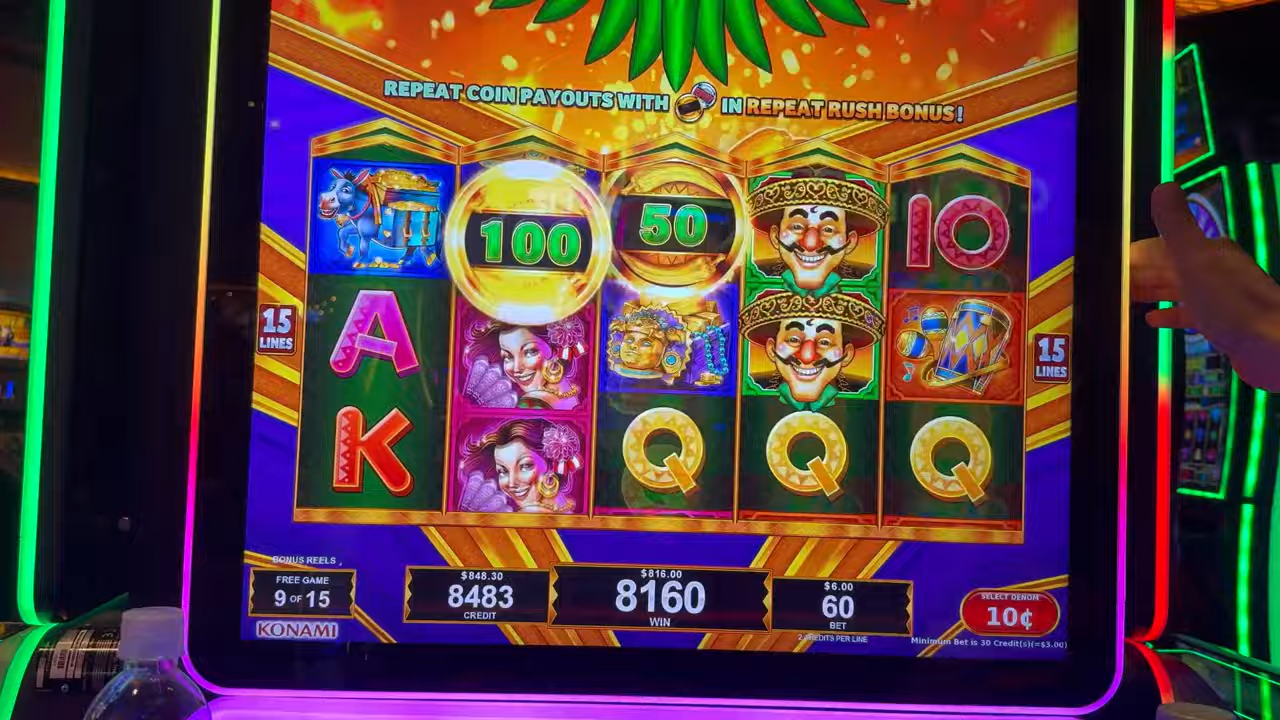 REPEAT COIN PAYOUTS WITH IN REPEAT RUSH BONUS!
100 50 10
15 LINES
A
15 LINES
K Q Q Q
BONUS REELS
FREE GAME
9 OF 15
$848.30
8483
CREDIT
$816.00
8160
WIN
$6.00
60
BET
2 CREDITS PER LINE
SELECT DENOM
10¢
Minimum Bet is 30 Credit(s)(=$3.00)
KONAMI